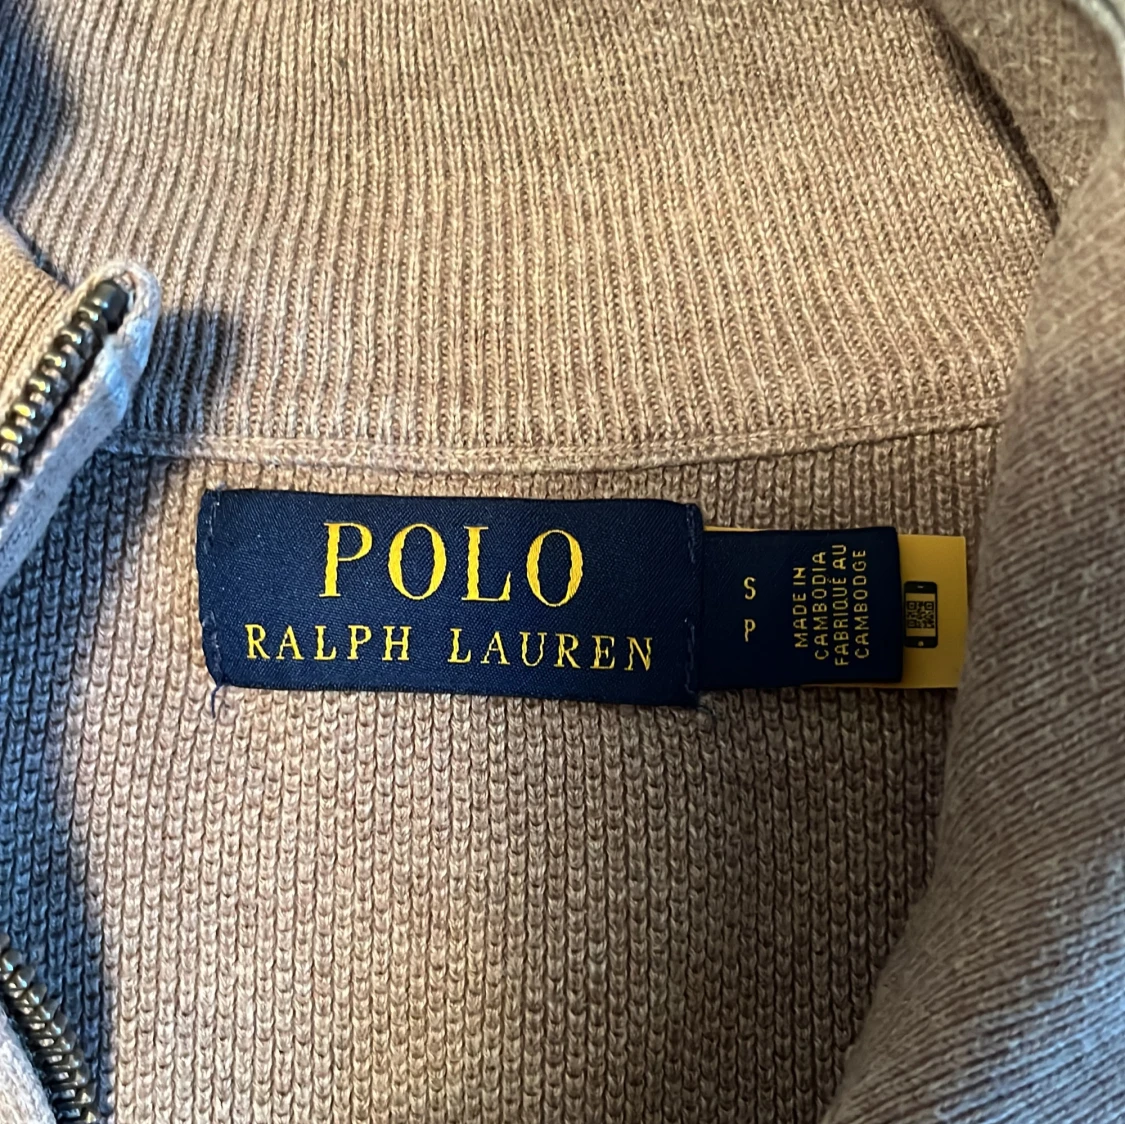 POLO
RALPH LAUREN
S
P
MADE IN
CAMBODIA
FABRIQUÉ AU
CAMBODGE